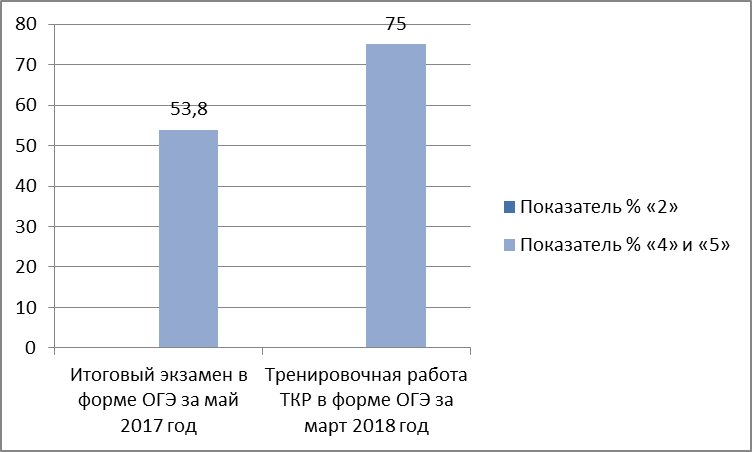 80
70
60
50
40
30
20
10
0
53,8
75
Итоговый экзамен в
форме ОГЭ за май
2017 год
Тренировочная работа
ТКР в форме ОГЭ за
март 2018 год
Показатель % «2»
Показатель % «4» и «5»